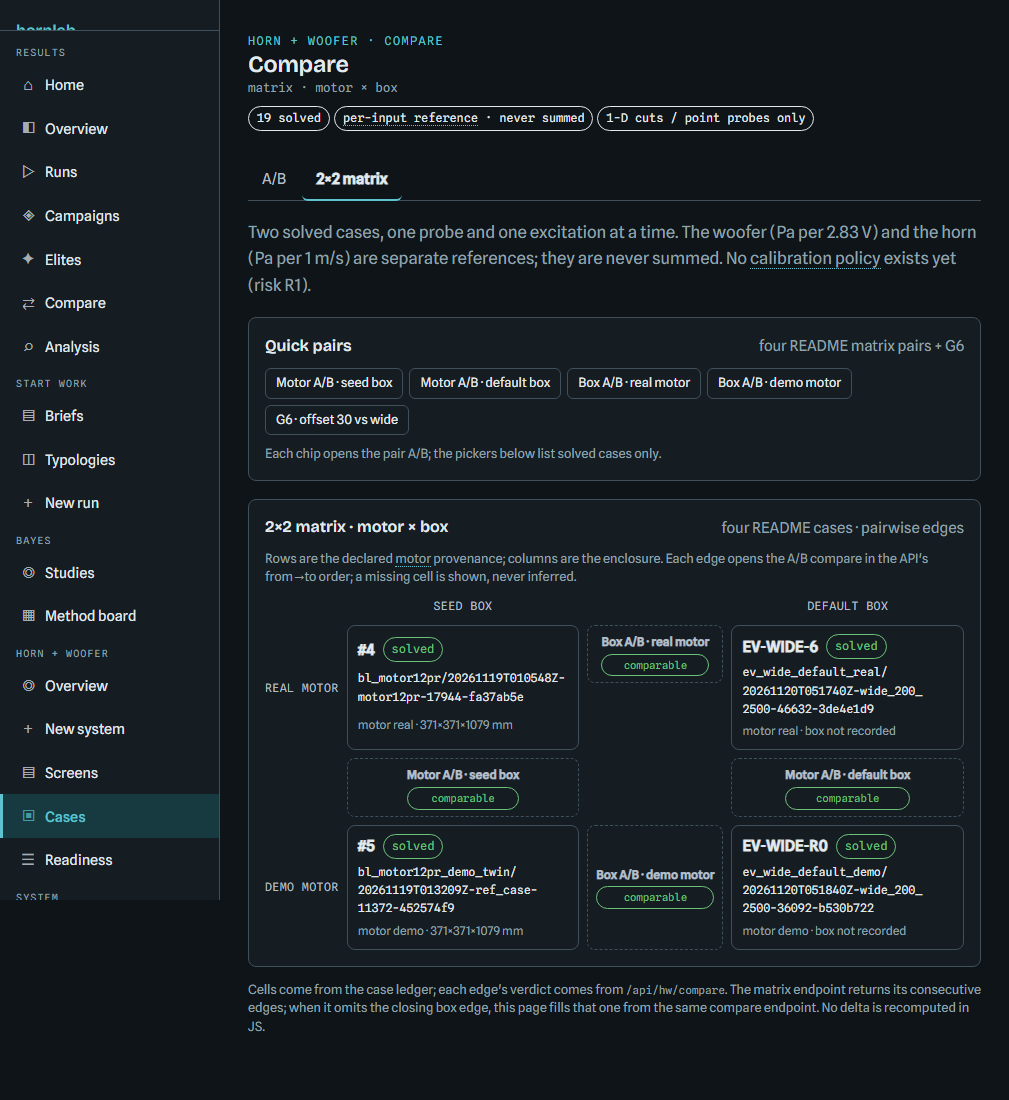 RESULTS
Home
Overview
Runs
Campaigns
Elites
Compare
Analysis
START WORK
Briefs
Typologies
New run
BAYES
Studies
Method board
HORN + WOOFER
Overview
New system
Screens
Cases
Readiness
SYSTEM
HORN + WOOFER · COMPARE
Compare
matrix · motor × box
19 solved
per-input reference · never summed
1-D cuts / point probes only
A/B
2×2 matrix
Two solved cases, one probe and one excitation at a time. The woofer (Pa per 2.83 V) and the horn
(Pa per 1 m/s) are separate references; they are never summed. No calibration policy exists yet
(risk R1).
Quick pairs
four README matrix pairs + G6
Motor A/B · seed box
Motor A/B · default box
Box A/B · real motor
Box A/B · demo motor
G6 · offset 30 vs wide
Each chip opens the pair A/B; the pickers below list solved cases only.
2×2 matrix · motor × box
four README cases · pairwise edges
Rows are the declared motor provenance; columns are the enclosure. Each edge opens the A/B compare in the API's
from→to order; a missing cell is shown, never inferred.
SEED BOX
DEFAULT BOX
REAL MOTOR
#4 solved
bl_motor12pr/20261119T010548Z-
motor12pr-17944-fa37ab5e
motor real · 371×371×1079 mm
Box A/B · real motor
comparable
EV-WIDE-6 solved
ev_wide_default_real/
20261120T051740Z-wide_200_
2500-46632-3de4e1d9
motor real · box not recorded
Motor A/B · seed box
comparable
Motor A/B · default box
comparable
DEMO MOTOR
#5 solved
bl_motor12pr_demo_twin/
20261119T013209Z-ref_case-
11372-452574f9
motor demo · 371×371×1079 mm
Box A/B · demo motor
comparable
EV-WIDE-R0 solved
ev_wide_default_demo/
20261120T051840Z-wide_200_
2500-36092-b530b722
motor demo · box not recorded
Cells come from the case ledger; each edge's verdict comes from /api/hw/compare. The matrix endpoint returns its consecutive
edges; when it omits the closing box edge, this page fills that one from the same compare endpoint. No delta is recomputed in
JS.